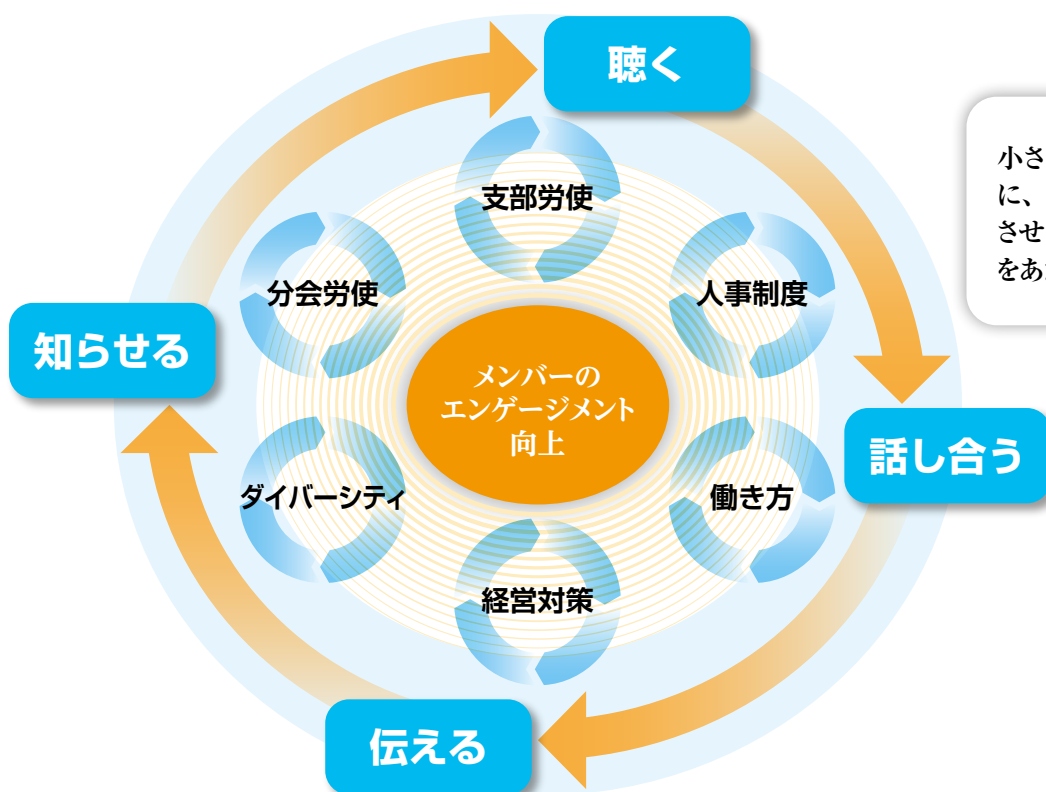 聴く
支部労使
小さ
に、
させ
をあ
分会労使
人事制度
知らせる
メンバーの
エンゲージメント
向上
話し合う
ダイバーシティ
働き方
経営対策
伝える